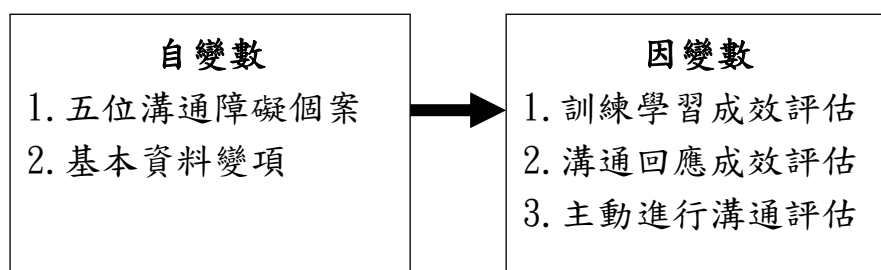 自變數
1.五位溝通障礙個案
2.基本資料變項
因變數
1.訓練學習成效評估
2.溝通回應成效評估
3.主動進行溝通評估